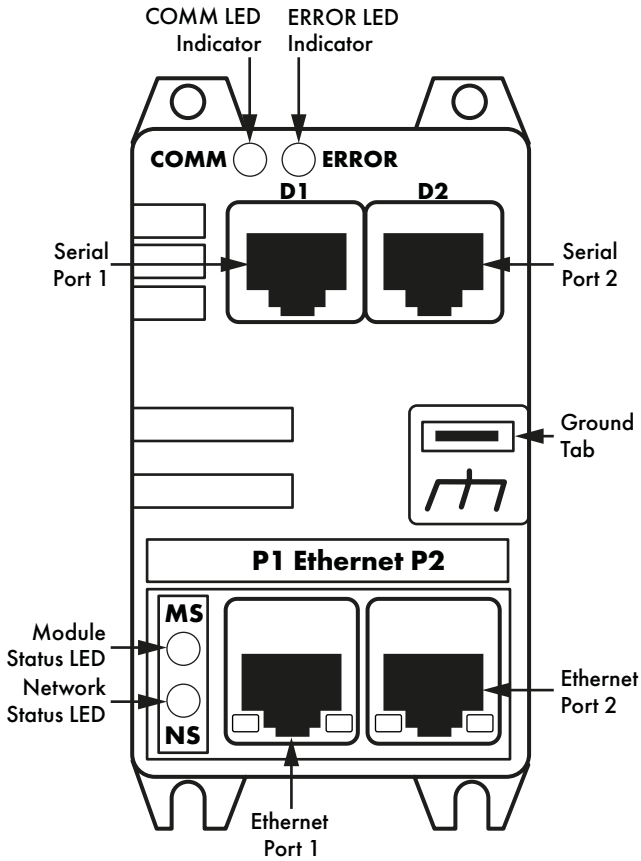 COMM LED
Indicator
ERROR LED
Indicator
COMM
ERROR
D1
D2
Serial
Port 1
Serial
Port 2
Ground
Tab
P1 Ethernet P2
MS
Module
Status LED
Network
Status LED
NS
Ethernet
Port 2
Ethernet
Port 1